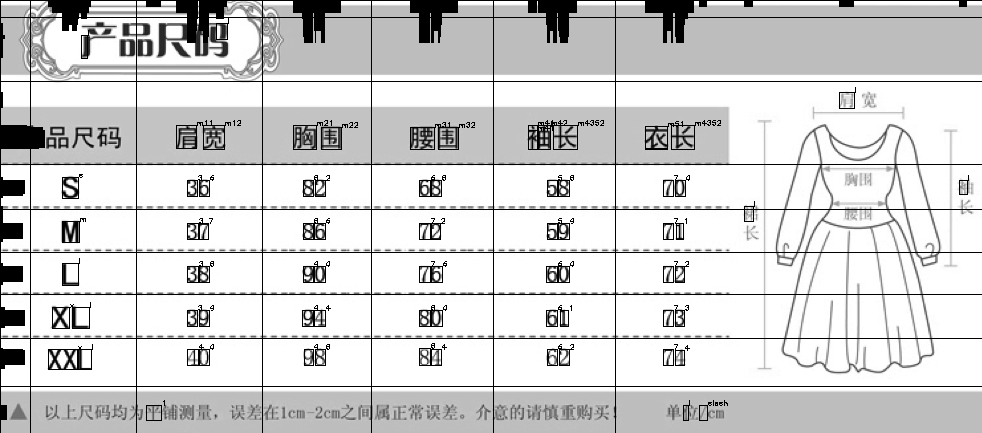 产品尺码
品尺码 肩宽 胸围 腰围 袖长 衣长
S 36 82 68 58 70
M 37 86 72 59 71
L 38 90 76 60 72
XL 39 94 80 61 73
XXL 40 98 84 62 74
肩宽
胸围
腰围
袖长
裙长
▲ 以上尺码均为平铺测量，误差在1cm-2cm之间属正常误差。介意的请慎重购买！ 单位/cm